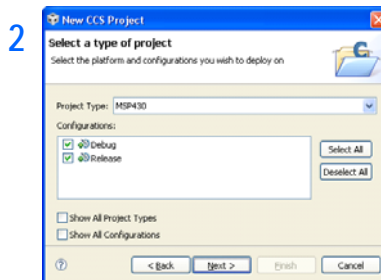 2
New CCS Project
Select a type of project
Select the platform and configurations you wish to deploy on
Project Type: MSP430
Configurations:
Debug
Release
Select All
Deselect All
Show All Project Types
Show All Configurations
? < Back Next > Finish Cancel